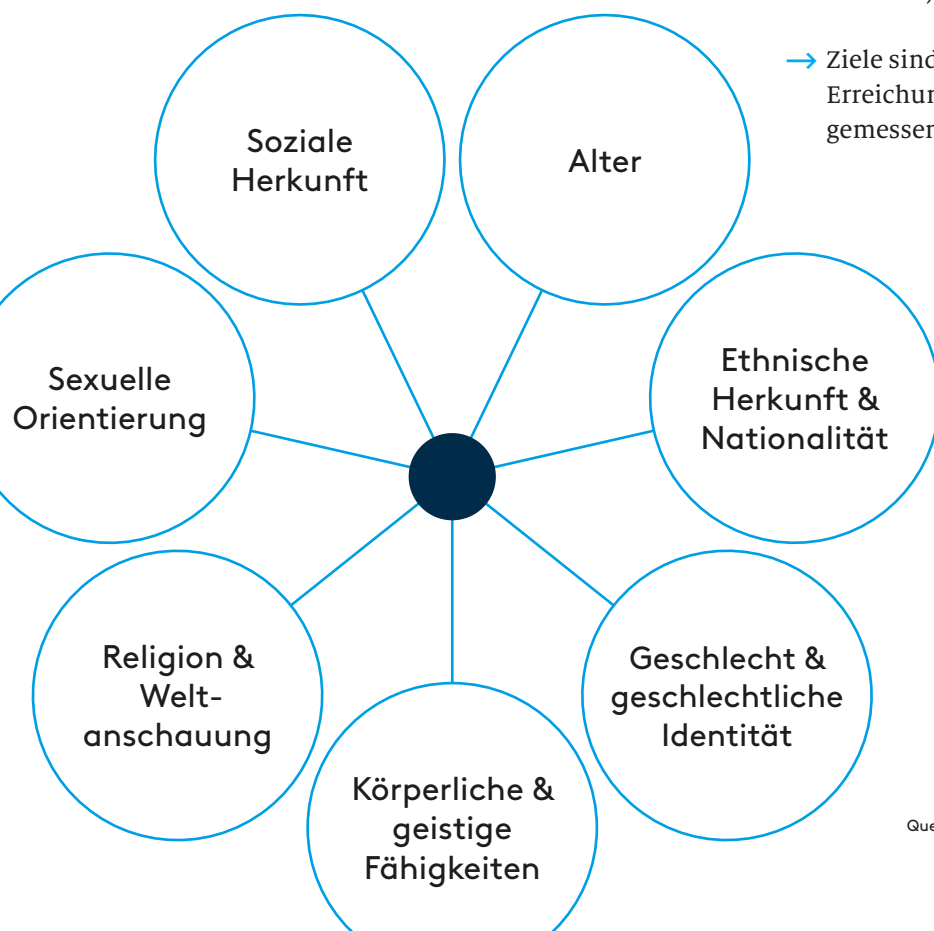 → Ziele sind
Erreichun
gemessen
Soziale
Herkunft
Alter
Ethnische
Herkunft &
Nationalität
Geschlecht &
geschlechtliche
Identität
Körperliche &
geistige
Fähigkeiten
Religion &
Welt-
anschauung
Sexuelle
Orientierung
Que